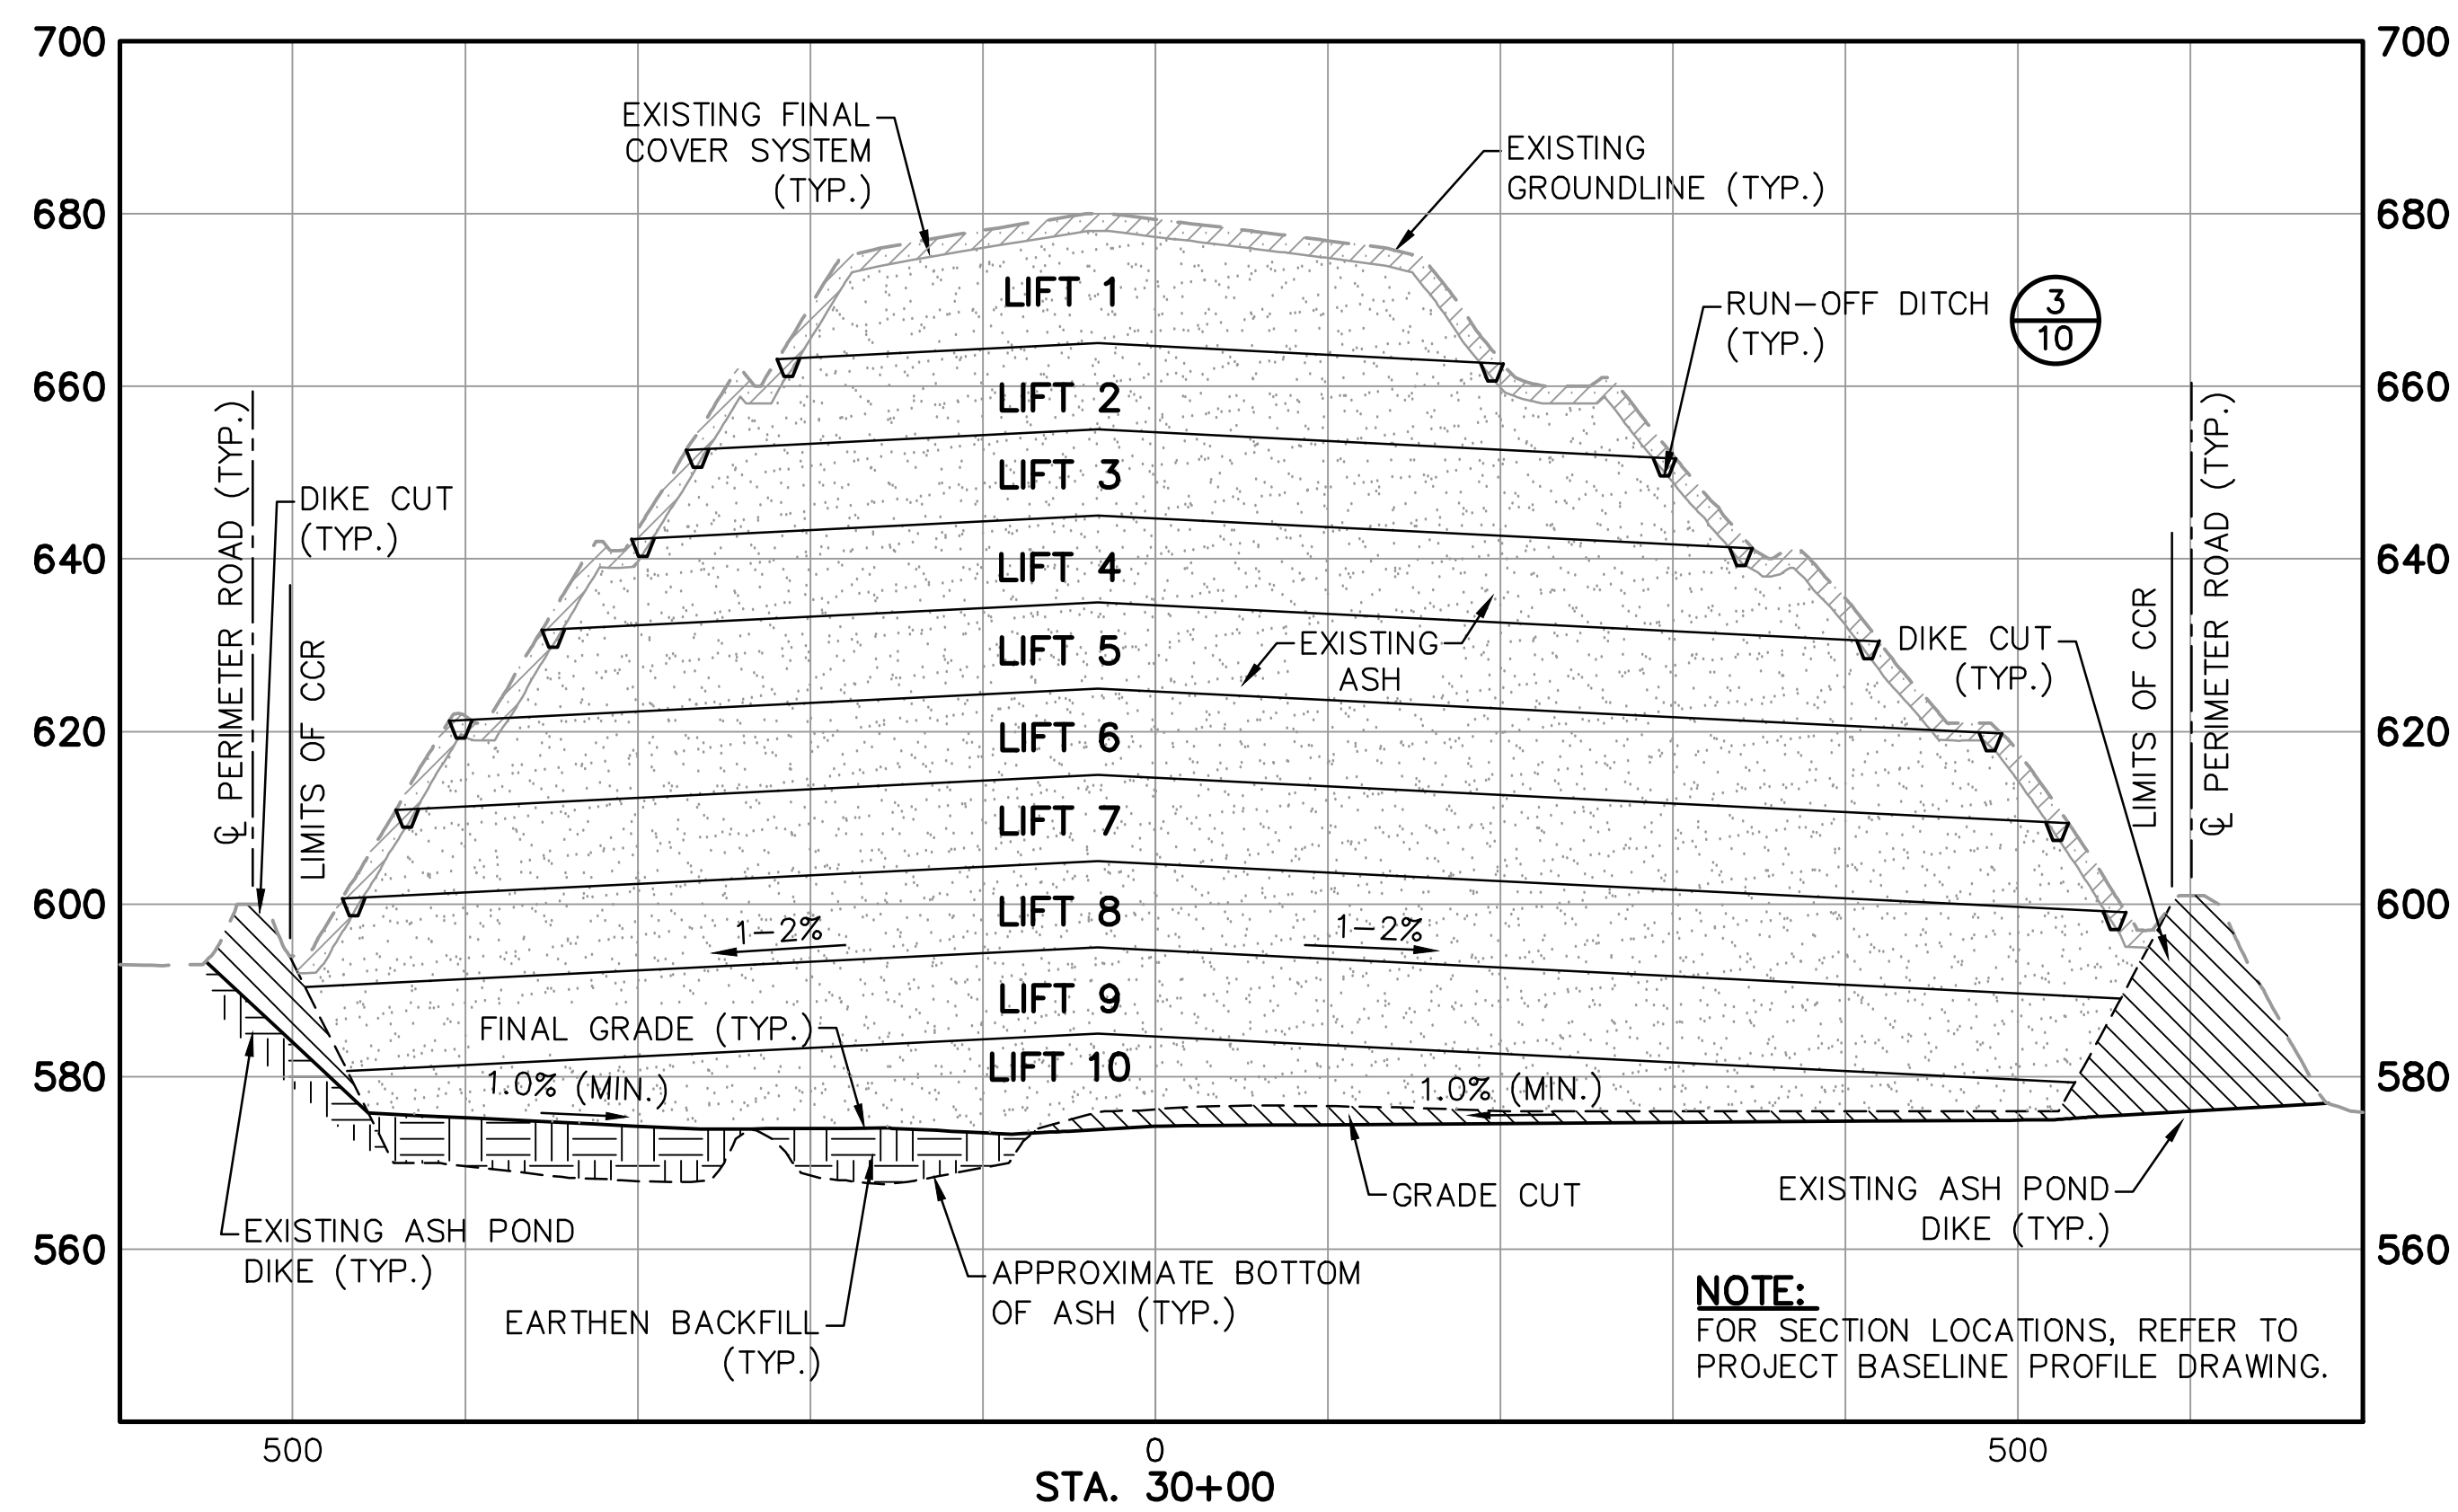 700
700
EXISTING FINAL
COVER SYSTEM
(TYP.)
EXISTING
GROUNDLINE (TYP.)
680
680
LIFT 1
RUN-OFF DITCH
(TYP.)
3
10
660
660
LIFT 2
℄ PERIMETER ROAD (TYP.)
DIKE CUT
(TYP.)
LIMITS OF CCR
LIFT 3
640
640
LIFT 4
EXISTING
ASH
LIFT 5
DIKE CUT
(TYP.)
LIMITS OF CCR
℄ PERIMETER ROAD (TYP.)
620
620
LIFT 6
LIFT 7
600
600
LIFT 8
1-2%
1-2%
LIFT 9
FINAL GRADE (TYP.)
580
580
LIFT 10
1.0% (MIN.)
1.0% (MIN.)
GRADE CUT
EXISTING ASH POND
DIKE (TYP.)
EXISTING ASH POND
DIKE (TYP.)
560
560
APPROXIMATE BOTTOM
OF ASH (TYP.)
EARTHEN BACKFILL
(TYP.)
NOTE:
FOR SECTION LOCATIONS, REFER TO
PROJECT BASELINE PROFILE DRAWING.
500
0
500
STA. 30+00